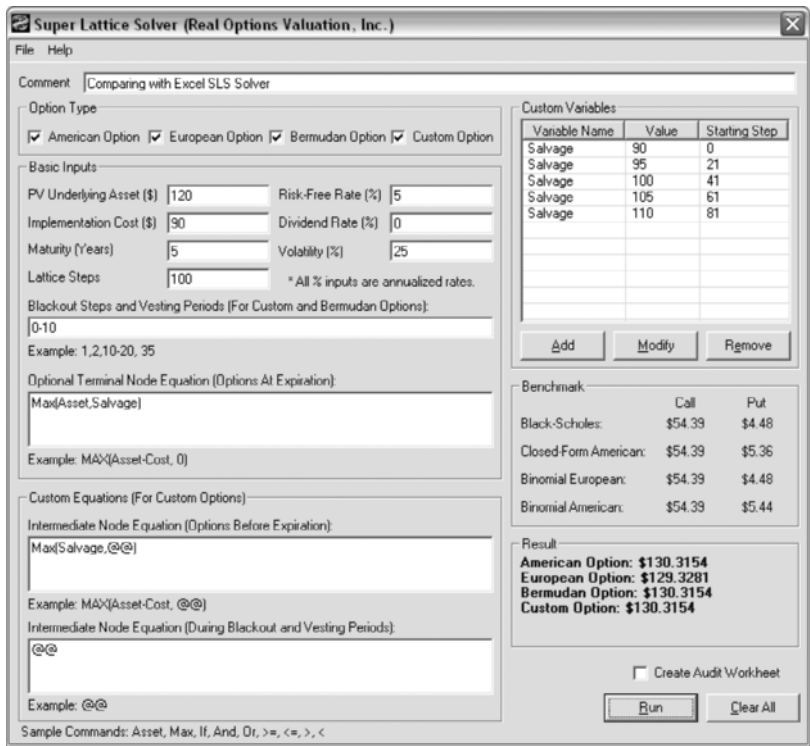 Super Lattice Solver (Real Options Valuation, Inc.)
File Help
Comment Comparing with Excel SLS Solver
Option Type
American Option European Option Bermudan Option Custom Option
Basic Inputs
PV Underlying Asset ($) 120 Risk-Free Rate (%) 5
Implementation Cost ($) 90 Dividend Rate (%) 0
Maturity (Years) 5 Volatility (%) 25
Lattice Steps 100 * All % inputs are annualized rates.
Blackout Steps and Vesting Periods (For Custom and Bermudan Options):
0-10
Example: 1,2,10-20, 35
Optional Terminal Node Equation (Options At Expiration):
Max(Asset,Salvage)
Example: MAX(Asset-Cost, 0)
Custom Equations (For Custom Options)
Intermediate Node Equation (Options Before Expiration):
Max(Salvage,@@)
Example: MAX(Asset-Cost, @@)
Intermediate Node Equation (During Blackout and Vesting Periods):
@@
Example: @@
Sample Commands: Asset, Max, If, And, Or, >=, <=, >, <
Custom Variables
Variable Name Value Starting Step
Salvage 90 0
Salvage 95 21
Salvage 100 41
Salvage 105 61
Salvage 110 81
Add Modify Remove
Benchmark
Call Put
Black-Scholes: $54.39 $4.48
Closed-Form American: $54.39 $5.36
Binomial European: $54.39 $4.48
Binomial American: $54.39 $5.44
Result
American Option: $130.3154
European Option: $129.3281
Bermudan Option: $130.3154
Custom Option: $130.3154
Create Audit Workheet
Run Clear All